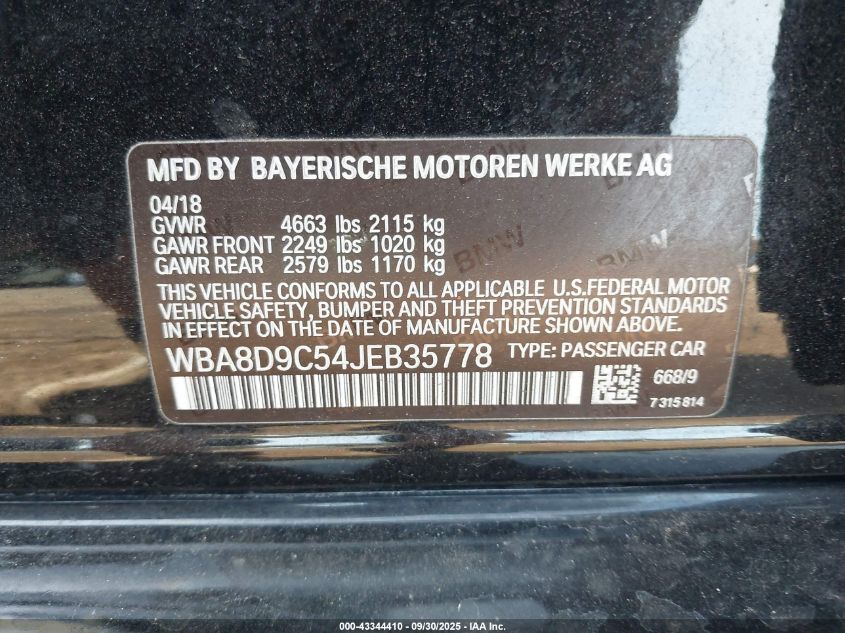 MFD BY BAYERISCHE MOTOREN WERKE AG
04/18
GVWR 4663 lbs 2115 kg
GAWR FRONT 2249 lbs 1020 kg
GAWR REAR 2579 lbs 1170 kg
THIS VEHICLE CONFORMS TO ALL APPLICABLE U.S.FEDERAL MOTOR
VEHICLE SAFETY, BUMPER AND THEFT PREVENTION STANDARDS
IN EFFECT ON THE DATE OF MANUFACTURE SHOWN ABOVE.
WBA8D9C54JEB35778 TYPE: PASSENGER CAR
668/9
7315814
BMW
BMW
000-43344410 - 09/30/2025 - IAA Inc.